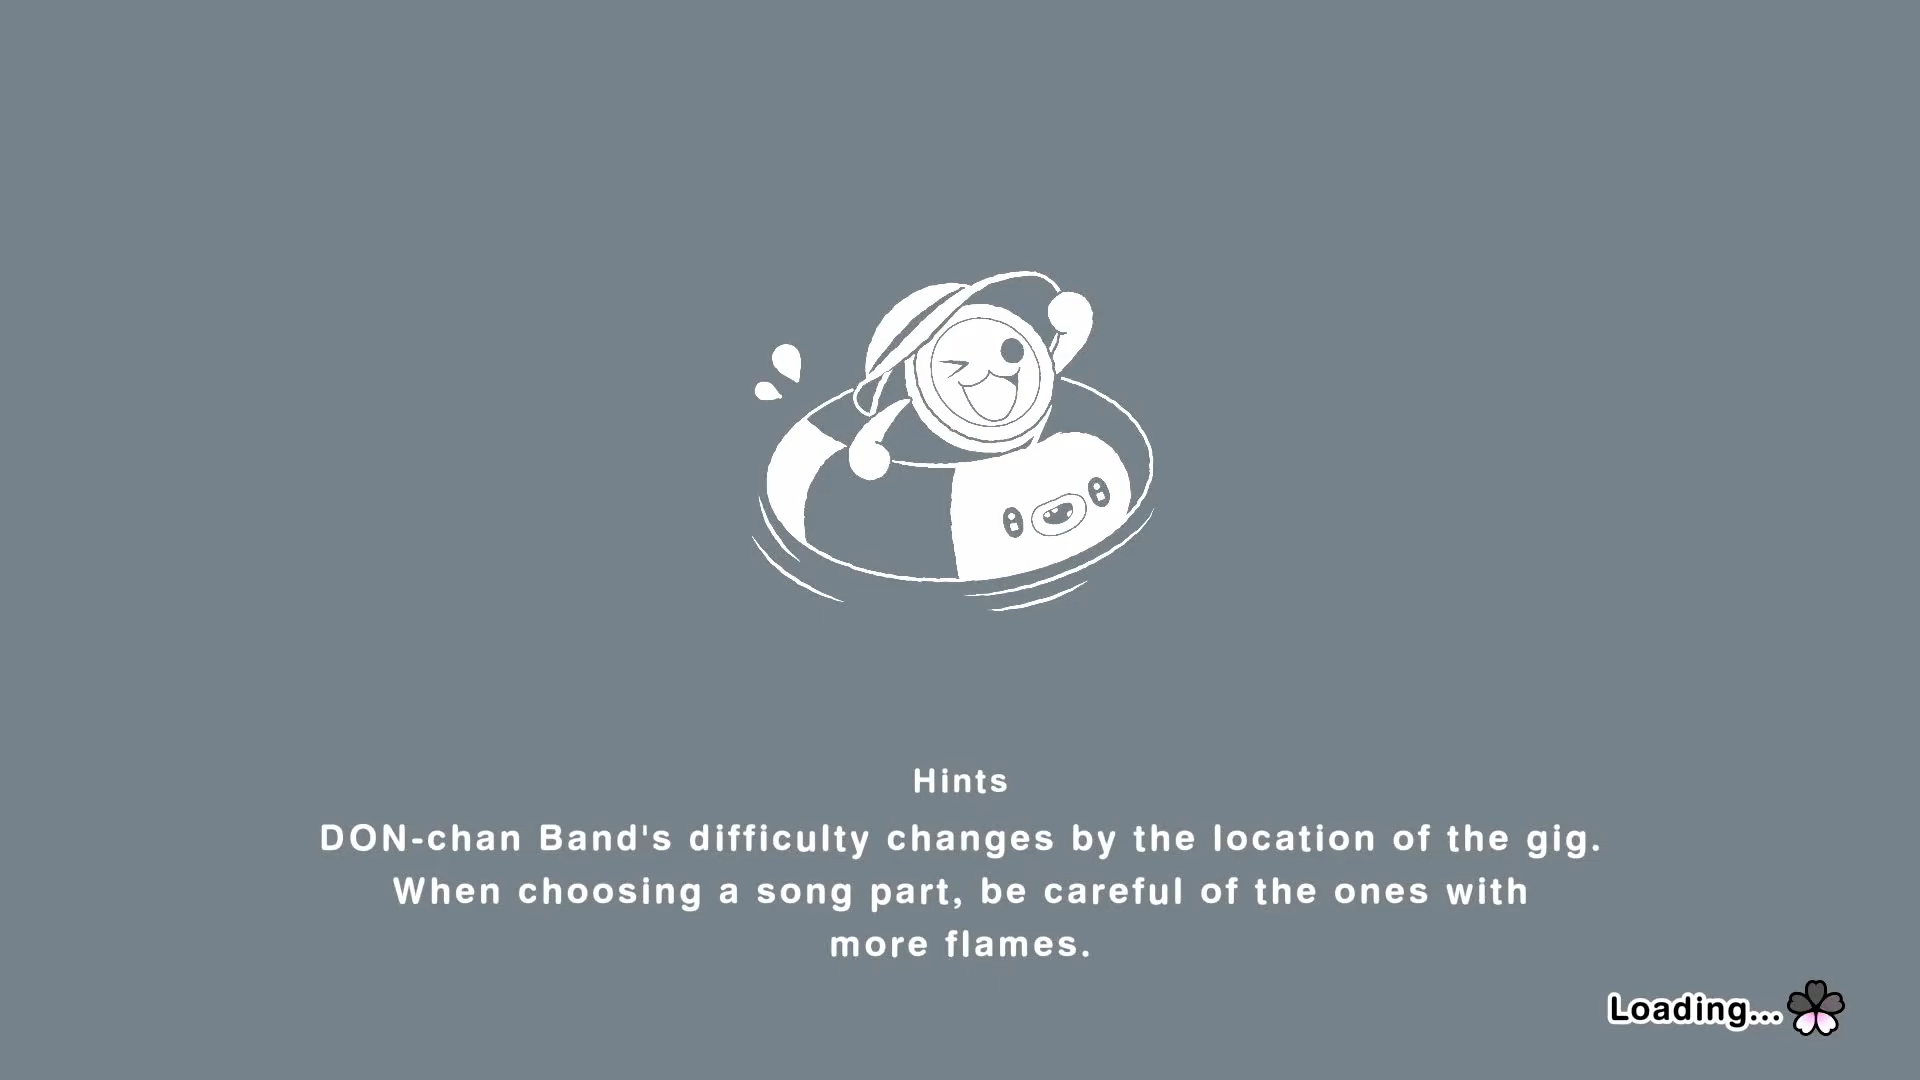 Hints
DON-chan Band's difficulty changes by the location of the gig.
When choosing a song part, be careful of the ones with
more flames.
Loading...